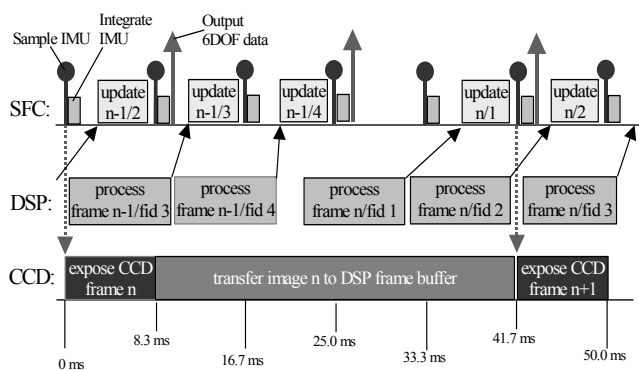 Sample IMU
Integrate
IMU
Output
6DOF data
SFC:
update
n-1/2
update
n-1/3
update
n-1/4
update
n/1
update
n/2
DSP:
process
frame n-1/fid 3
process
frame n-1/fid 4
process
frame n/fid 1
process
frame n/fid 2
process
frame n/fid 3
CCD:
expose CCD
frame n
transfer image n to DSP frame buffer
expose CCD
frame n+1
0 ms
8.3 ms
16.7 ms
25.0 ms
33.3 ms
41.7 ms
50.0 ms